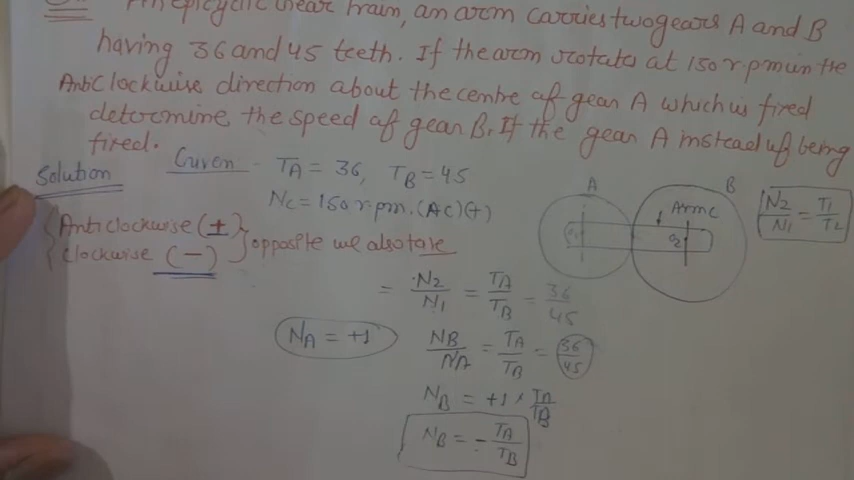 epicyclic Gear Train, an arm carries two gears A and B
having 36 and 45 teeth. If the arm rotates at 150 r.p.m in the
AntiClockwise direction about the centre of gear A which is fixed
determine the speed of gear B. If the gear A instead of being
fixed.
Solution
Given - TA = 36, TB = 45
NC = 150 r.p.m. (AC)(+)
Anticlockwise (+)
Clockwise (-)
opposite we also take
A
B
Arm C
N2/N1 = T1/T2
= N2/N1 = TA/TB = 36/45
NA = +1
NB/NA = TA/TB = 36/45
NB = +1 × TA/TB
NB = - TA/TB